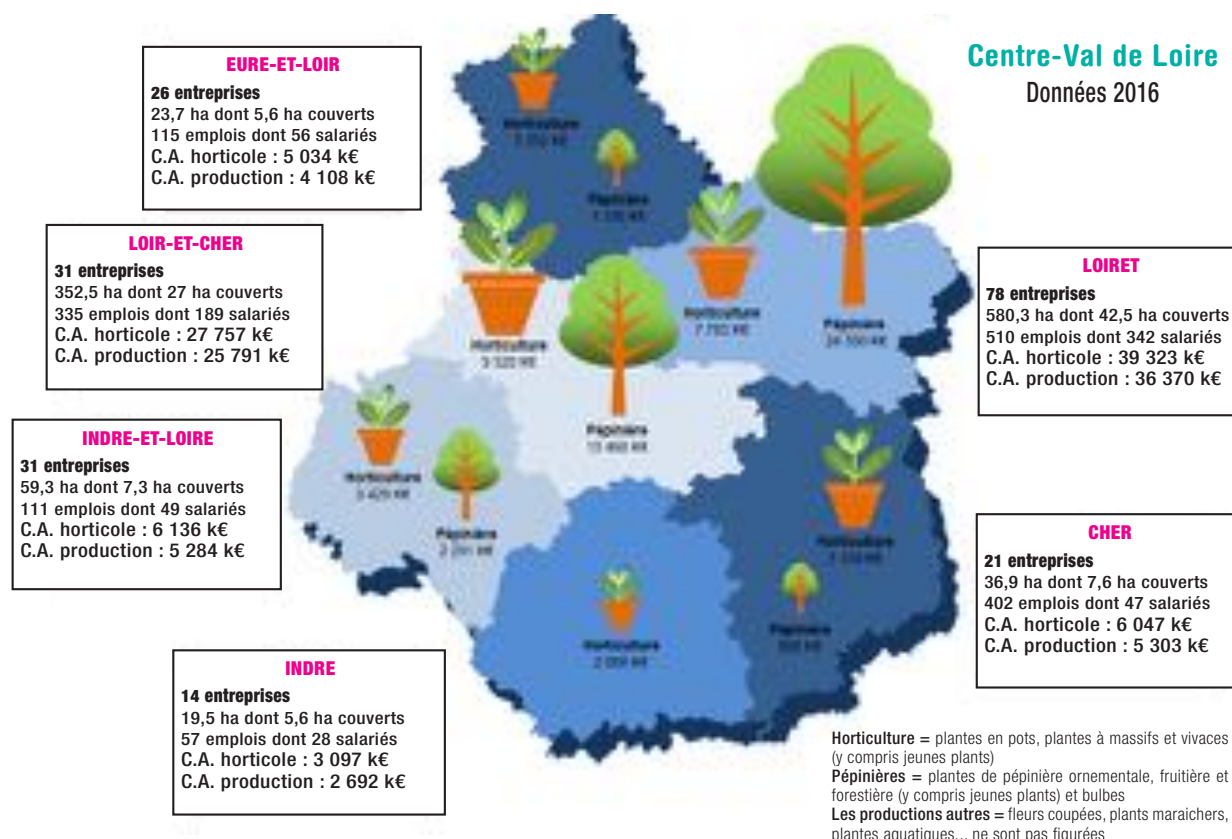 Centre-Val de Loire
Données 2016
EURE-ET-LOIR
26 entreprises
23,7 ha dont 5,6 ha couverts
115 emplois dont 56 salariés
C.A. horticole : 5 034 k€
C.A. production : 4 108 k€
LOIR-ET-CHER
31 entreprises
352,5 ha dont 27 ha couverts
335 emplois dont 189 salariés
C.A. horticole : 27 757 k€
C.A. production : 25 791 k€
INDRE-ET-LOIRE
31 entreprises
59,3 ha dont 7,3 ha couverts
111 emplois dont 49 salariés
C.A. horticole : 6 136 k€
C.A. production : 5 284 k€
INDRE
14 entreprises
19,5 ha dont 5,6 ha couverts
57 emplois dont 28 salariés
C.A. horticole : 3 097 k€
C.A. production : 2 692 k€
LOIRET
78 entreprises
580,3 ha dont 42,5 ha couverts
510 emplois dont 342 salariés
C.A. horticole : 39 323 k€
C.A. production : 36 370 k€
CHER
21 entreprises
36,9 ha dont 7,6 ha couverts
402 emplois dont 47 salariés
C.A. horticole : 6 047 k€
C.A. production : 5 303 k€
Horticulture
Pépinière
Horticulture
Pépinière
Horticulture
Pépinière
Horticulture
Pépinière
Horticulture
Pépinière
Horticulture
Horticulture = plantes en pots, plantes à massifs et vivaces
(y compris jeunes plants)
Pépinières = plantes de pépinière ornementale, fruitière et
forestière (y compris jeunes plants) et bulbes
Les productions autres = fleurs coupées, plants maraichers,
plantes aquatiques... ne sont pas figurées